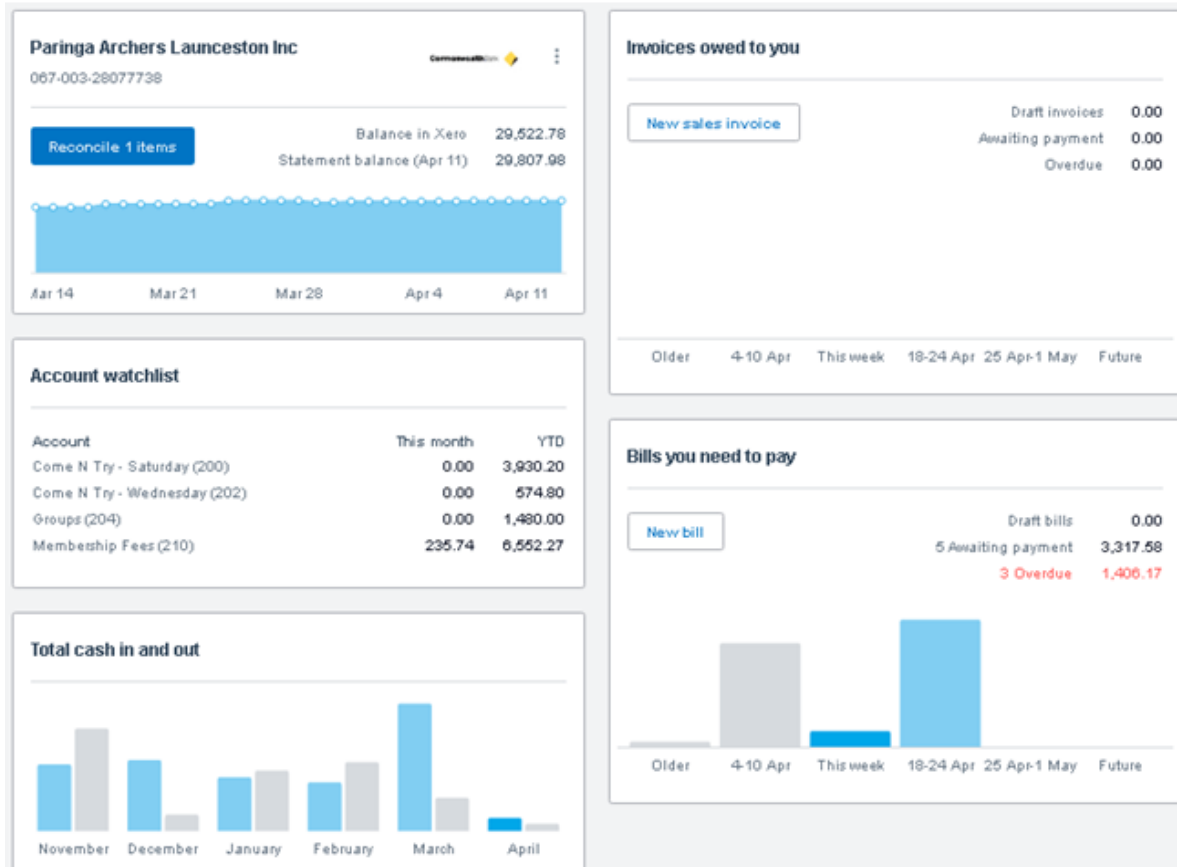 Paringa Archers Launceston Inc
067-003-28077738
Reconcile 1 items
Balance in Xero 29,522.78
Statement balance (Apr 11) 29,807.98
Mar 21 Mar 28 Apr 4 Apr 11
Account watchlist
Account This month YTD
Come N Try - Saturday (200) 0.00 3,930.20
Come N Try - Wednesday (202) 0.00 574.80
Groups (204) 0.00 1,480.00
Membership Fees (210) 235.74 6,552.27
Total cash in and out
November December January February March April
Invoices owed to you
New sales invoice
Draft invoices 0.00
Awaiting payment 0.00
Overdue 0.00
Older 4-10 Apr This week 18-24 Apr 25 Apr-1 May Future
Bills you need to pay
New bill
Draft bills 0.00
5 Awaiting payment 3,317.58
3 Overdue 1,406.17
Older 4-10 Apr This week 18-24 Apr 25 Apr-1 May Future